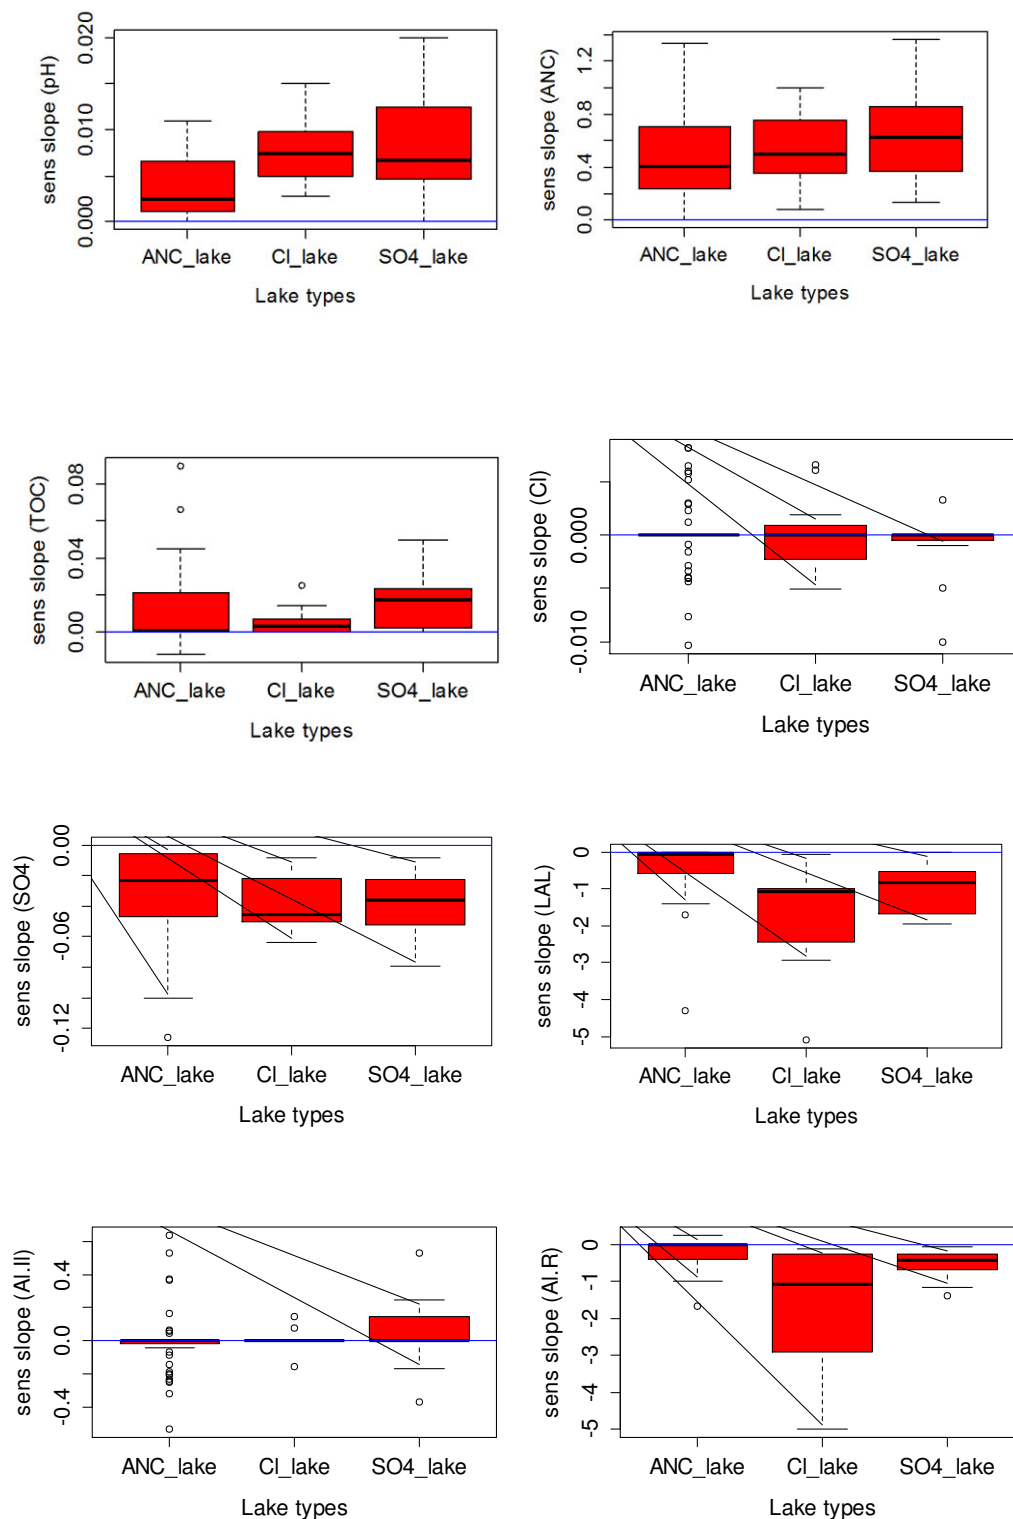 sens slope (pH)
0.020
0.010
0.000
ANC_lake Cl_lake SO4_lake
Lake types
sens slope (ANC)
1.2
0.8
0.4
0.0
ANC_lake Cl_lake SO4_lake
Lake types
sens slope (TOC)
0.08
0.04
0.00
ANC_lake Cl_lake SO4_lake
Lake types
sens slope (Cl)
0.000
-0.010
ANC_lake Cl_lake SO4_lake
Lake types
sens slope (SO4)
0.00
-0.06
-0.12
ANC_lake Cl_lake SO4_lake
Lake types
sens slope (LAL)
0
-1
-2
-3
-4
-5
ANC_lake Cl_lake SO4_lake
Lake types
sens slope (Al.Il)
0.4
0.0
-0.4
ANC_lake Cl_lake SO4_lake
Lake types
sens slope (Al.R)
0
-1
-2
-3
-4
-5
ANC_lake Cl_lake SO4_lake
Lake types